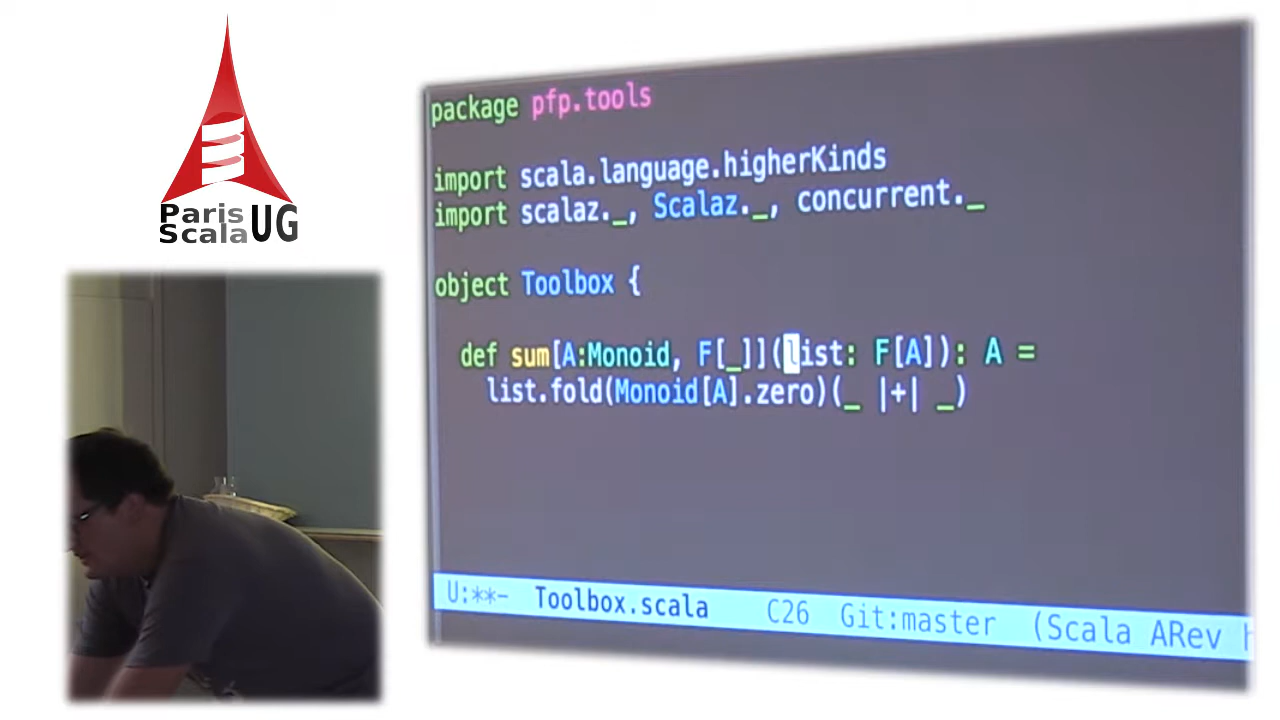 Paris
Scala UG
package pfp.tools
import scala.language.higherKinds
import scalaz._, Scalaz._, concurrent._
object Toolbox {
def sum[A:Monoid, F[_]](list: F[A]): A =
list.fold(Monoid[A].zero)(_ |+| _)
U:**- Toolbox.scala C26 Git:master (Scala ARev